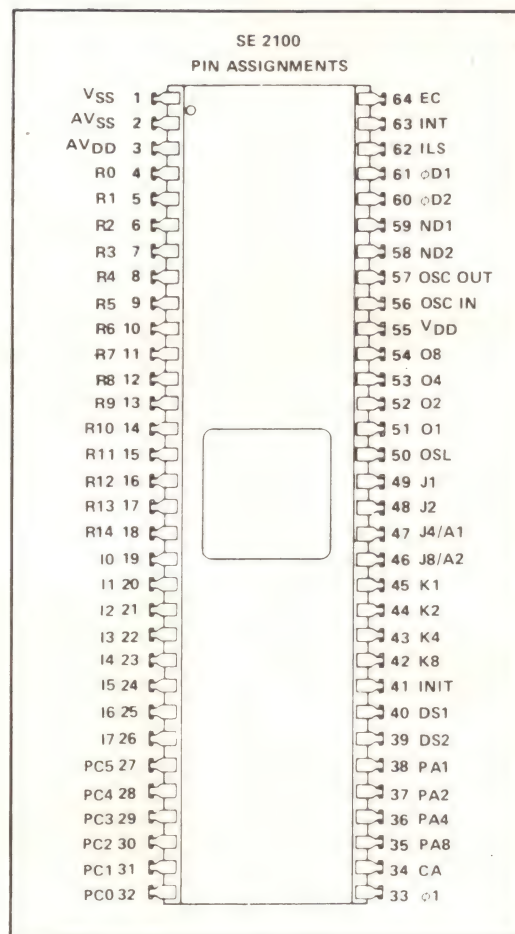 SE 2100
PIN ASSIGNMENTS
VSS 1
AVSS 2
AVDD 3
R0 4
R1 5
R2 6
R3 7
R4 8
R5 9
R6 10
R7 11
R8 12
R9 13
R10 14
R11 15
R12 16
R13 17
R14 18
I0 19
I1 20
I2 21
I3 22
I4 23
I5 24
I6 25
I7 26
PC5 27
PC4 28
PC3 29
PC2 30
PC1 31
PC0 32
64 EC
63 INT
62 ILS
61 φD1
60 φD2
59 ND1
58 ND2
57 OSC OUT
56 OSC IN
55 VDD
54 O8
53 O4
52 O2
51 O1
50 OSL
49 J1
48 J2
47 J4/A1
46 J8/A2
45 K1
44 K2
43 K4
42 K8
41 INIT
40 DS1
39 DS2
38 PA1
37 PA2
36 PA4
35 PA8
34 CA
33 φ1